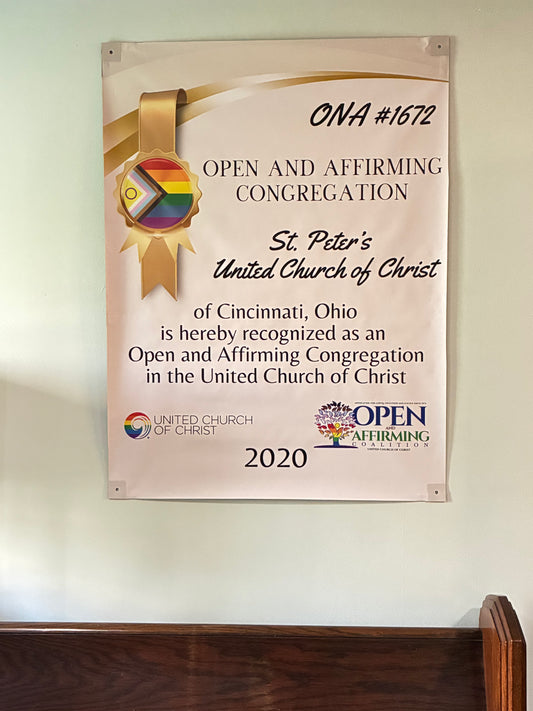 ONA #1672
OPEN AND AFFIRMING
CONGREGATION
St. Peter's
United Church of Christ
of Cincinnati, Ohio
is hereby recognized as an
Open and Affirming Congregation
in the United Church of Christ
UNITED CHURCH
OF CHRIST
OPEN
AND
AFFIRMING
COALITION
UNITED CHURCH OF CHRIST
2020